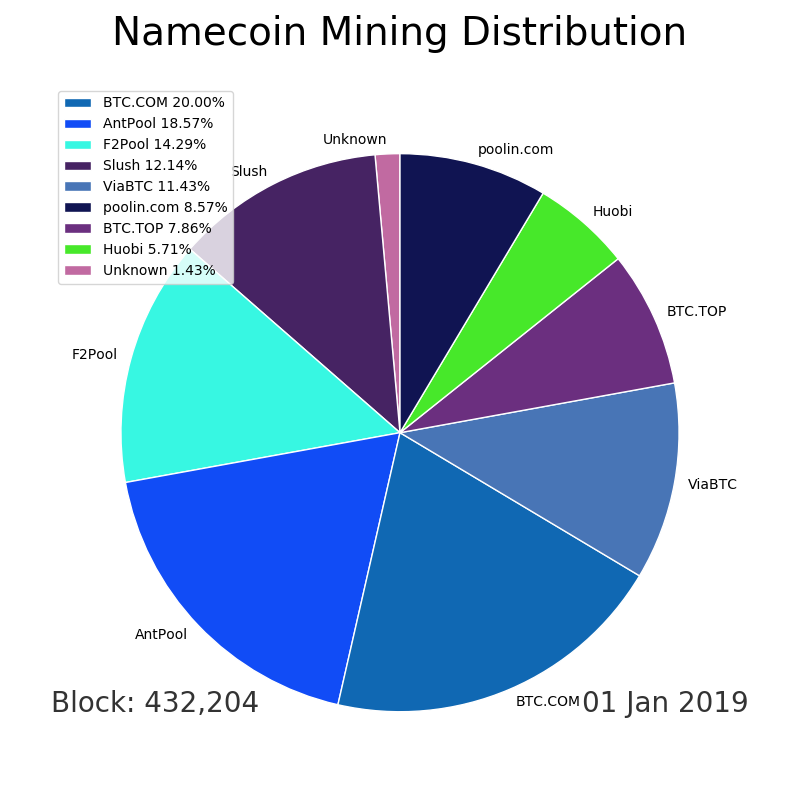 Namecoin Mining Distribution
BTC.COM 20.00%
AntPool 18.57%
F2Pool 14.29%
Slush 12.14%
ViaBTC 11.43%
poolin.com 8.57%
BTC.TOP 7.86%
Huobi 5.71%
Unknown 1.43%
Unknown
poolin.com
Slush
Huobi
BTC.TOP
F2Pool
ViaBTC
AntPool
BTC.COM
Block: 432,204
01 Jan 2019